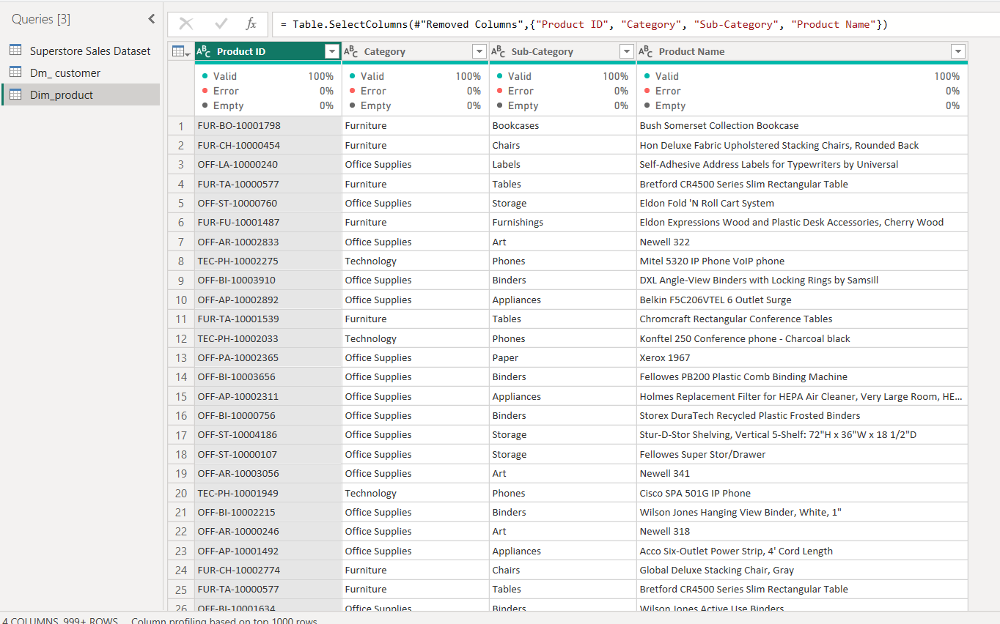 Queries [3]
Superstore Sales Dataset
Dm_ customer
Dim_product
fx
= Table.SelectColumns(#"Removed Columns",{"Product ID", "Category", "Sub-Category", "Product Name"})
ABC Product ID ABC Category ABC Sub-Category ABC Product Name
Valid 100% Valid 100% Valid 100% Valid 100%
Error 0% Error 0% Error 0% Error 0%
Empty 0% Empty 0% Empty 0% Empty 0%
1 FUR-BO-10001798 Furniture Bookcases Bush Somerset Collection Bookcase
2 FUR-CH-10000454 Furniture Chairs Hon Deluxe Fabric Upholstered Stacking Chairs, Rounded Back
3 OFF-LA-10000240 Office Supplies Labels Self-Adhesive Address Labels for Typewriters by Universal
4 FUR-TA-10000577 Furniture Tables Bretford CR4500 Series Slim Rectangular Table
5 OFF-ST-10000760 Office Supplies Storage Eldon Fold 'N Roll Cart System
6 FUR-FU-10001487 Furniture Furnishings Eldon Expressions Wood and Plastic Desk Accessories, Cherry Wood
7 OFF-AR-10002833 Office Supplies Art Newell 322
8 TEC-PH-10002275 Technology Phones Mitel 5320 IP Phone VoIP phone
9 OFF-BI-10003910 Office Supplies Binders DXL Angle-View Binders with Locking Rings by Samsill
10 OFF-AP-10002892 Office Supplies Appliances Belkin F5C206VTEL 6 Outlet Surge
11 FUR-TA-10001539 Furniture Tables Chromcraft Rectangular Conference Tables
12 TEC-PH-10002033 Technology Phones Konftel 250 Conference phone - Charcoal black
13 OFF-PA-10002365 Office Supplies Paper Xerox 1967
14 OFF-BI-10003656 Office Supplies Binders Fellowes PB200 Plastic Comb Binding Machine
15 OFF-AP-10002311 Office Supplies Appliances Holmes Replacement Filter for HEPA Air Cleaner, Very Large Room, HE...
16 OFF-BI-10000756 Office Supplies Binders Storex DuraTech Recycled Plastic Frosted Binders
17 OFF-ST-10004186 Office Supplies Storage Stur-D-Stor Shelving, Vertical 5-Shelf: 72"H x 36"W x 18 1/2"D
18 OFF-ST-10000107 Office Supplies Storage Fellowes Super Stor/Drawer
19 OFF-AR-10003056 Office Supplies Art Newell 341
20 TEC-PH-10001949 Technology Phones Cisco SPA 501G IP Phone
21 OFF-BI-10002215 Office Supplies Binders Wilson Jones Hanging View Binder, White, 1"
22 OFF-AR-10000246 Office Supplies Art Newell 318
23 OFF-AP-10001492 Office Supplies Appliances Acco Six-Outlet Power Strip, 4' Cord Length
24 FUR-CH-10002774 Furniture Chairs Global Deluxe Stacking Chair, Gray
25 FUR-TA-10000577 Furniture Tables Bretford CR4500 Series Slim Rectangular Table
26 OFF-BI-10001634 Office Supplies Binders Wilson Jones Active Use Binders
4 COLUMNS, 999+ ROWS Column profiling based on top 1000 rows